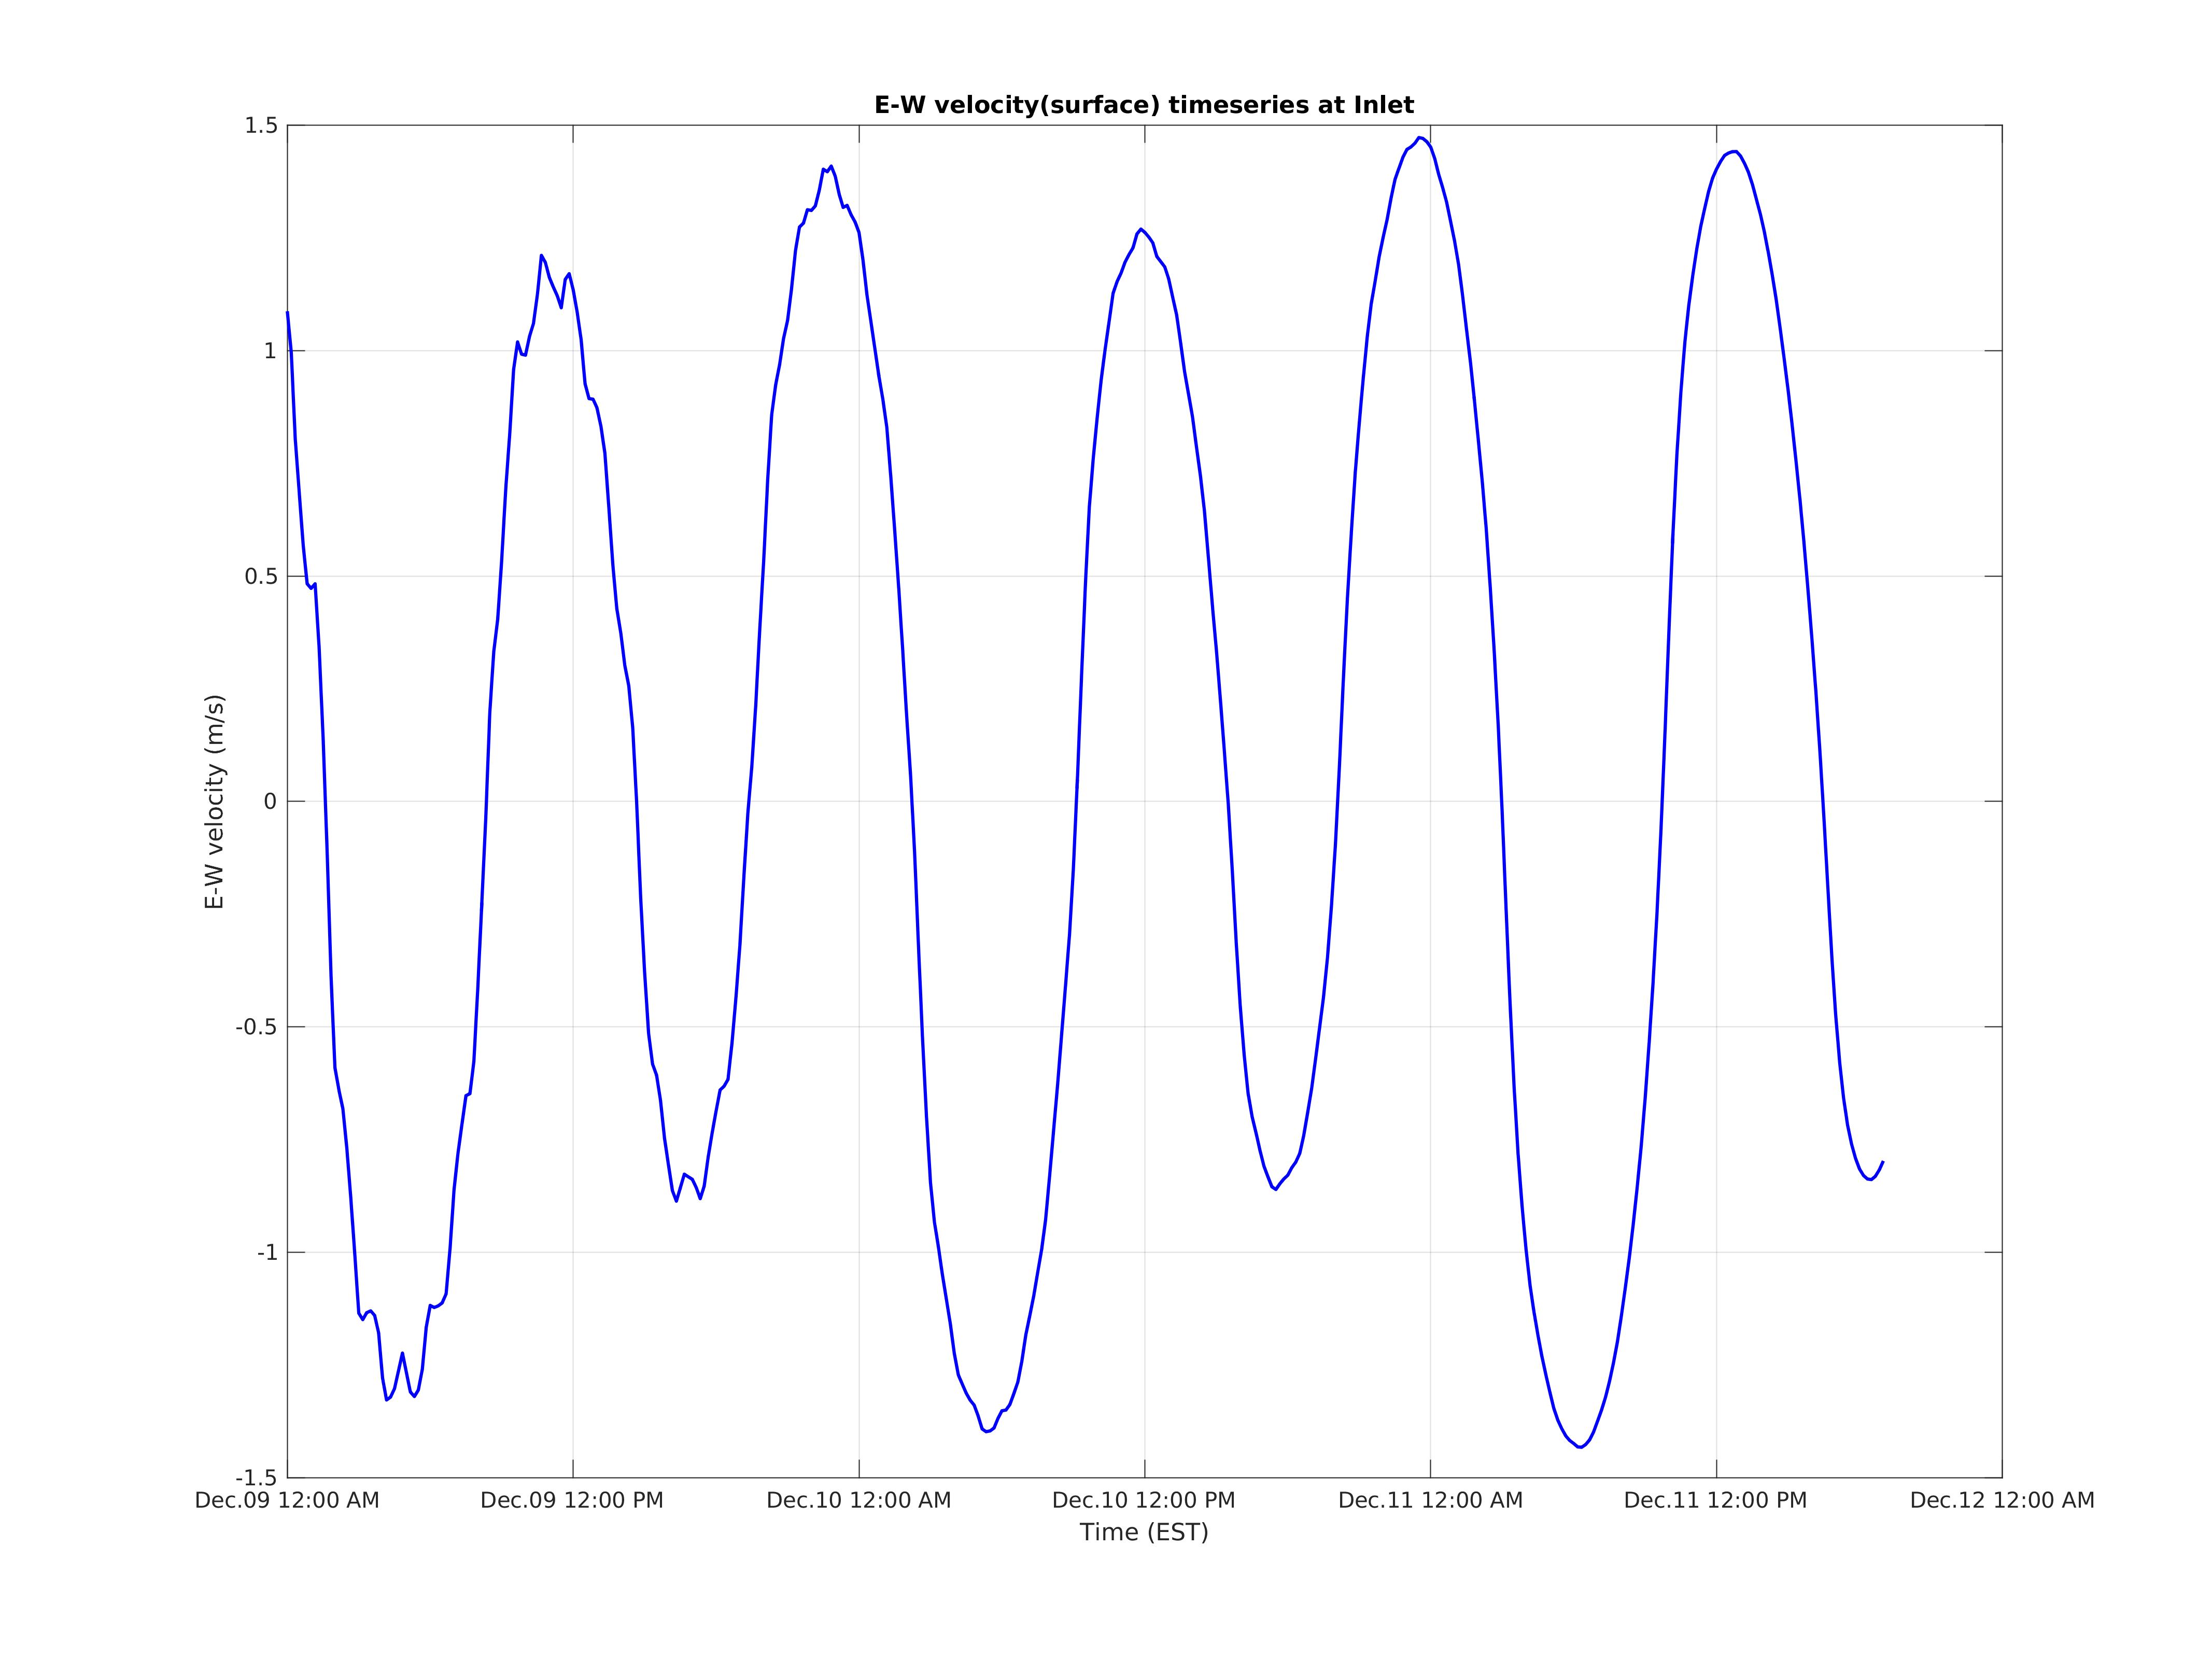 E-W velocity(surface) timeseries at Inlet
1.5
1
0.5
0
-0.5
-1
-1.5
E-W velocity (m/s)
Dec.09 12:00 AM Dec.09 12:00 PM Dec.10 12:00 AM Dec.10 12:00 PM Dec.11 12:00 AM Dec.11 12:00 PM Dec.12 12:00 AM
Time (EST)